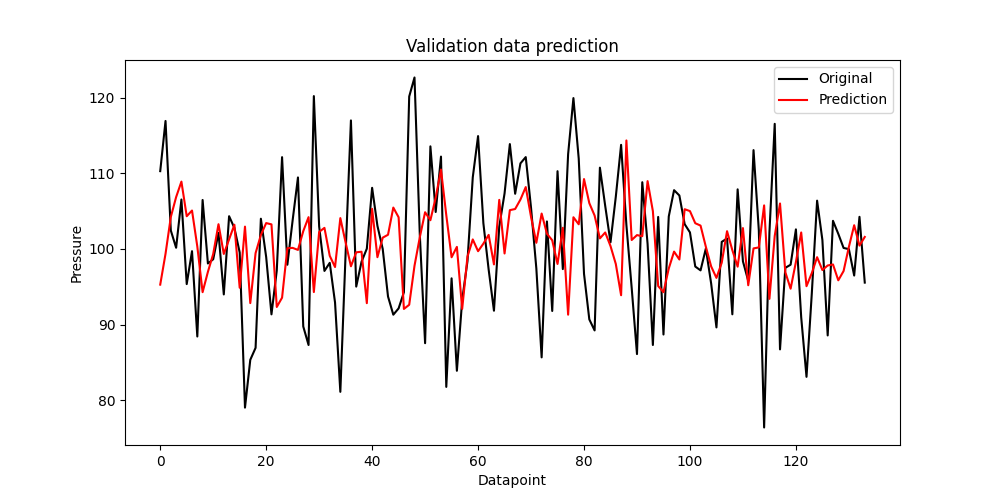 Validation data prediction
Original
Prediction
120
110
100
90
80
Pressure
0 20 40 60 80 100 120
Datapoint